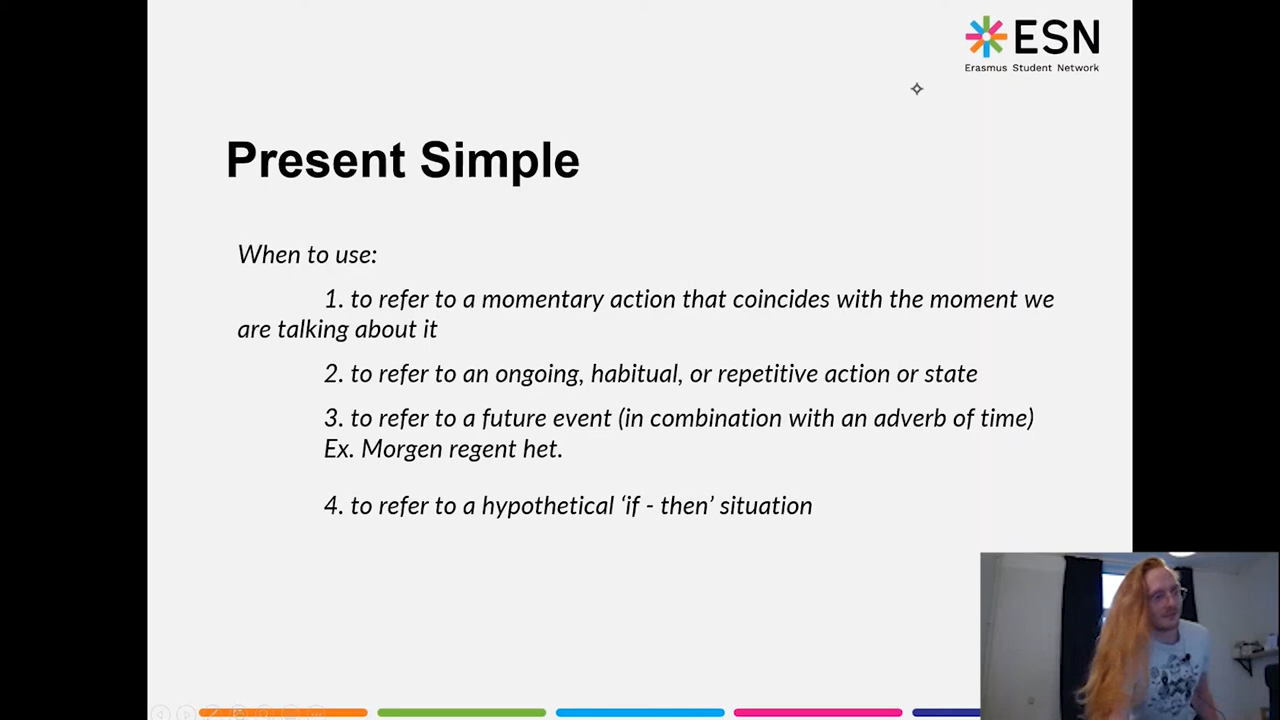 ESN
Erasmus Student Network
Present Simple
When to use:
1. to refer to a momentary action that coincides with the moment we
are talking about it
2. to refer to an ongoing, habitual, or repetitive action or state
3. to refer to a future event (in combination with an adverb of time)
Ex. Morgen regent het.
4. to refer to a hypothetical ‘if - then’ situation